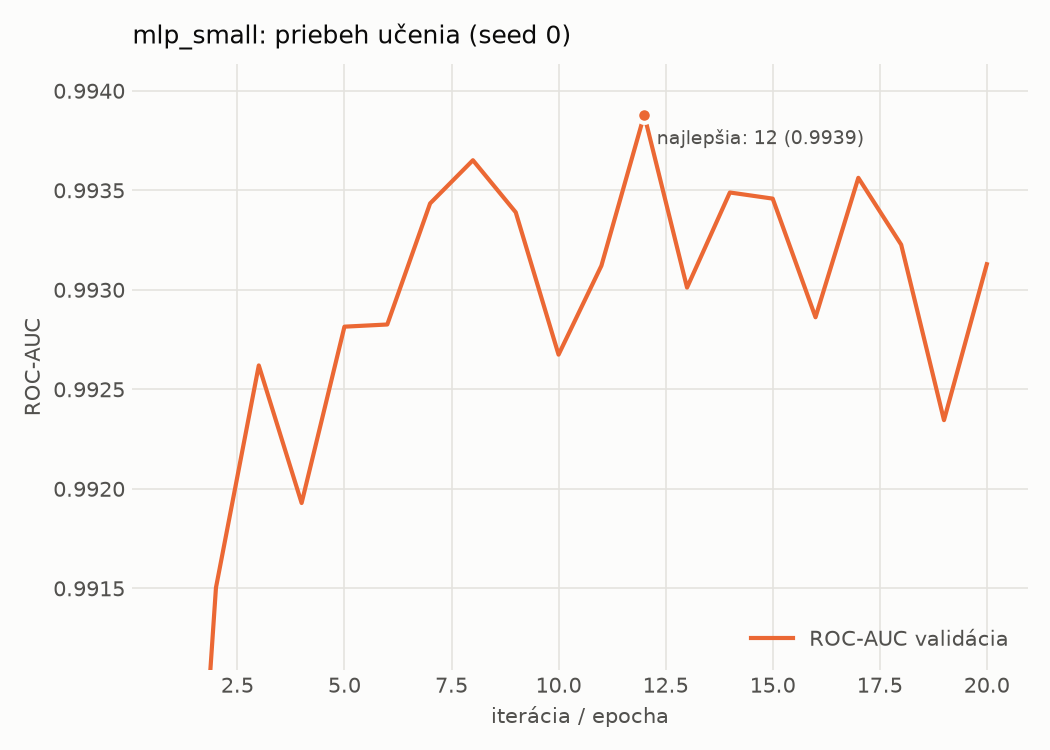 mlp_small: priebeh učenia (seed 0)
0.9940
najlepšia: 12 (0.9939)
0.9935
0.9930
0.9925
0.9920
0.9915
ROC-AUC
ROC-AUC validácia
2.5 5.0 7.5 10.0 12.5 15.0 17.5 20.0
iterácia / epocha